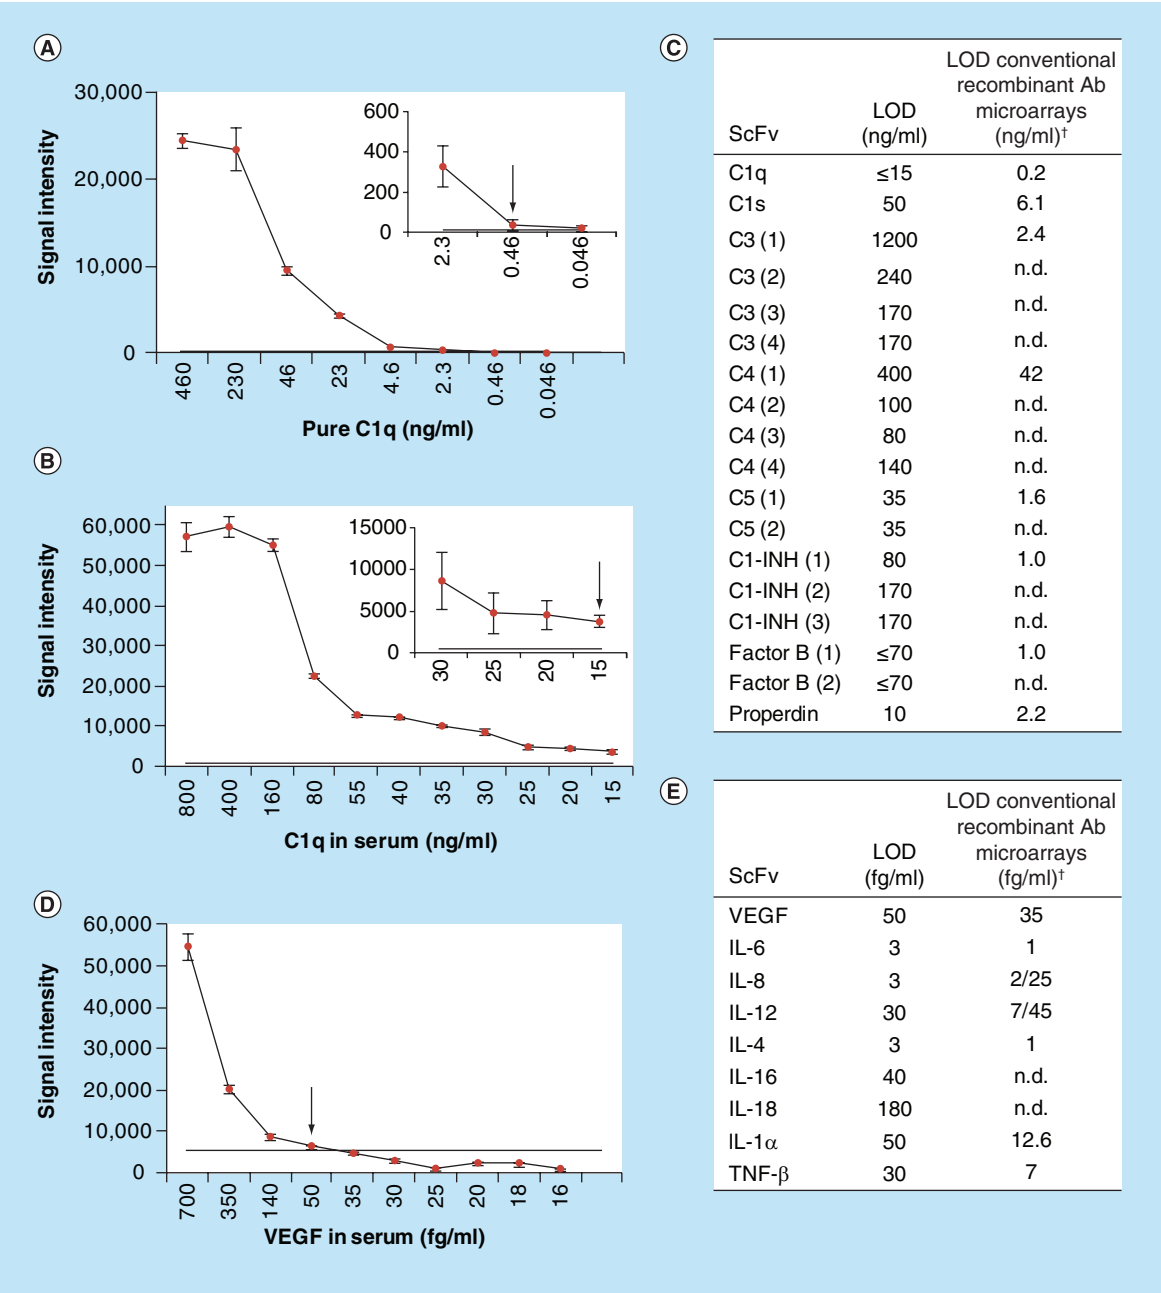 A
30,000
20,000
10,000
0
Signal intensity
600
400
200
0
2.3
0.46
0.046
460
230
46
23
4.6
2.3
0.46
0.046
Pure C1q (ng/ml)
B
60,000
50,000
40,000
30,000
20,000
10,000
0
Signal intensity
15000
10000
5000
0
30
25
20
15
800
400
160
80
55
40
35
30
25
20
15
C1q in serum (ng/ml)
D
60,000
50,000
40,000
30,000
20,000
10,000
0
Signal intensity
700
350
140
50
35
30
25
20
18
16
VEGF in serum (fg/ml)
C
ScFv
LOD
(ng/ml)
LOD conventional
recombinant Ab
microarrays
(ng/ml)†
C1q ≤15 0.2
C1s 50 6.1
C3 (1) 1200 2.4
C3 (2) 240 n.d.
C3 (3) 170 n.d.
C3 (4) 170 n.d.
C4 (1) 400 42
C4 (2) 100 n.d.
C4 (3) 80 n.d.
C4 (4) 140 n.d.
C5 (1) 35 1.6
C5 (2) 35 n.d.
C1-INH (1) 80 1.0
C1-INH (2) 170 n.d.
C1-INH (3) 170 n.d.
Factor B (1) ≤70 1.0
Factor B (2) ≤70 n.d.
Properdin 10 2.2
E
ScFv
LOD
(fg/ml)
LOD conventional
recombinant Ab
microarrays
(fg/ml)†
VEGF 50 35
IL-6 3 1
IL-8 3 2/25
IL-12 30 7/45
IL-4 3 1
IL-16 40 n.d.
IL-18 180 n.d.
IL-1α 50 12.6
TNF-β 30 7